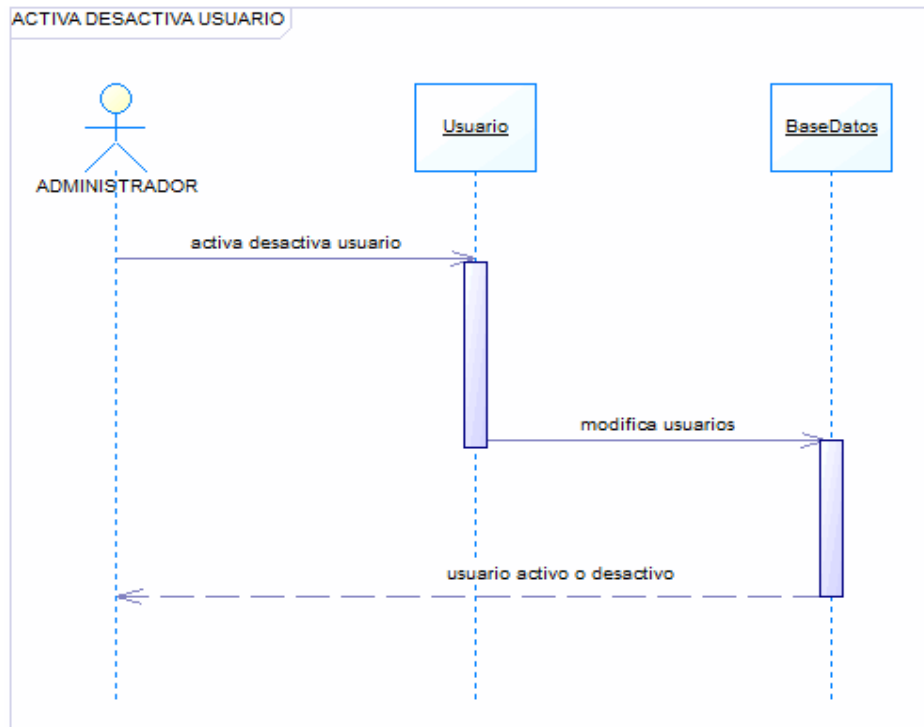 ACTIVA DESACTIVA USUARIO
ADMINISTRADOR
Usuario
BaseDatos
activa desactiva usuario
modifica usuarios
usuario activo o desactivo